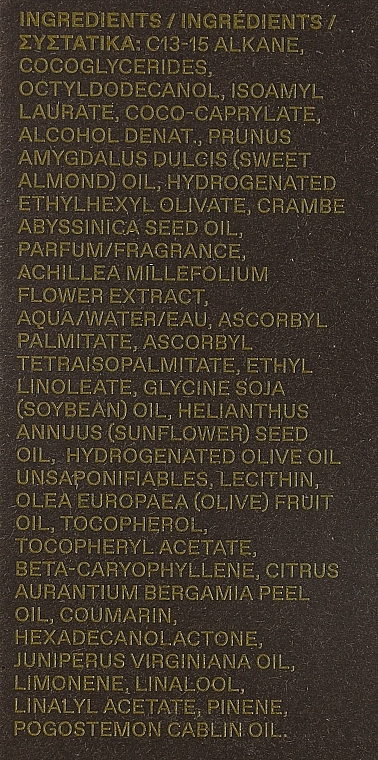 INGREDIENTS / INGRÉDIENTS /
ΣΥΣΤΑΤΙΚΑ: C13-15 ALKANE,
COCOGLYCERIDES,
OCTYLDODECANOL, ISOAMYL
LAURATE, COCO-CAPRYLATE,
ALCOHOL DENAT., PRUNUS
AMYGDALUS DULCIS (SWEET
ALMOND) OIL, HYDROGENATED
ETHYLHEXYL OLIVATE, CRAMBE
ABYSSINICA SEED OIL,
PARFUM/FRAGRANCE,
ACHILLEA MILLEFOLIUM
FLOWER EXTRACT,
AQUA/WATER/EAU, ASCORBYL
PALMITATE, ASCORBYL
TETRAISOPALMITATE, ETHYL
LINOLEATE, GLYCINE SOJA
(SOYBEAN) OIL, HELIANTHUS
ANNUUS (SUNFLOWER) SEED
OIL, HYDROGENATED OLIVE OIL
UNSAPONIFIABLES, LECITHIN,
OLEA EUROPAEA (OLIVE) FRUIT
OIL, TOCOPHEROL,
TOCOPHERYL ACETATE,
BETA-CARYOPHYLLENE, CITRUS
AURANTIUM BERGAMIA PEEL
OIL, COUMARIN,
HEXADECANOLACTONE,
JUNIPERUS VIRGINIANA OIL,
LIMONENE, LINALOOL,
LINALYL ACETATE, PINENE,
POGOSTEMON CABLIN OIL.